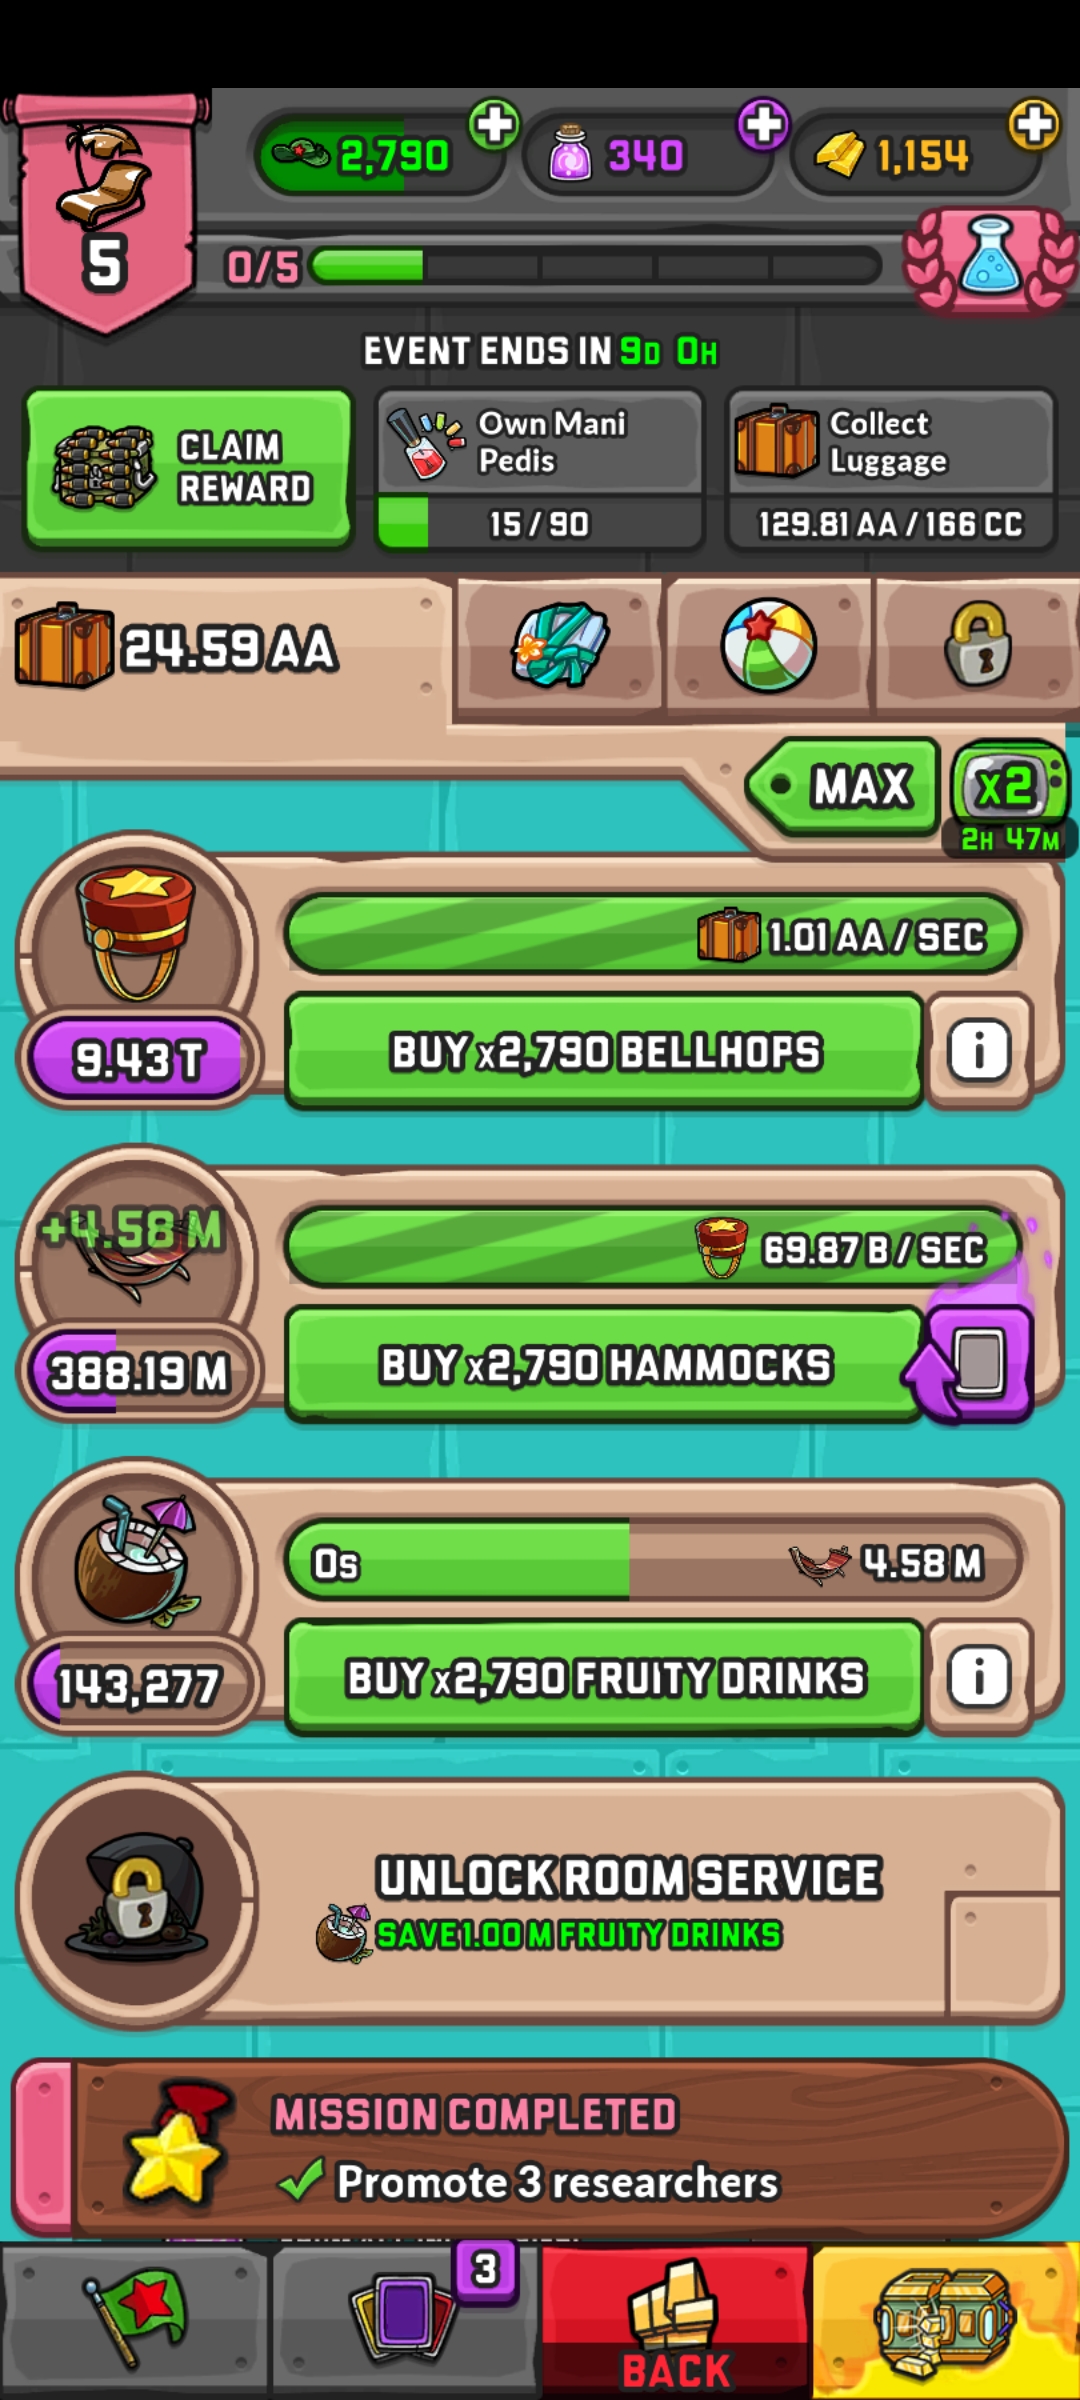 2,790
340
1,154
5
0/5
EVENT ENDS IN 9D 0H
CLAIM
REWARD
Own Mani
Pedis
15 / 90
Collect
Luggage
129.81 AA / 166 CC
24.59 AA
MAX
x2
2H 47M
1.01 AA / SEC
9.43 T
BUY x2,790 BELLHOPS
i
+4.58 M
69.87 B / SEC
388.19 M
BUY x2,790 HAMMOCKS
0s
4.58 M
143,277
BUY x2,790 FRUITY DRINKS
i
UNLOCK ROOM SERVICE
SAVE 1.00 M FRUITY DRINKS
MISSION COMPLETED
Promote 3 researchers
3
BACK